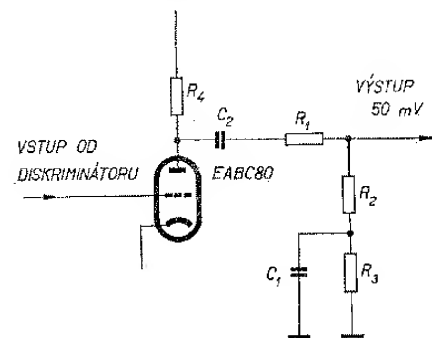 R4
C2
R1
VÝSTUP
50 mV
VSTUP OD
DISKRIMINÁTORU
EABC80
R2
C1
R3